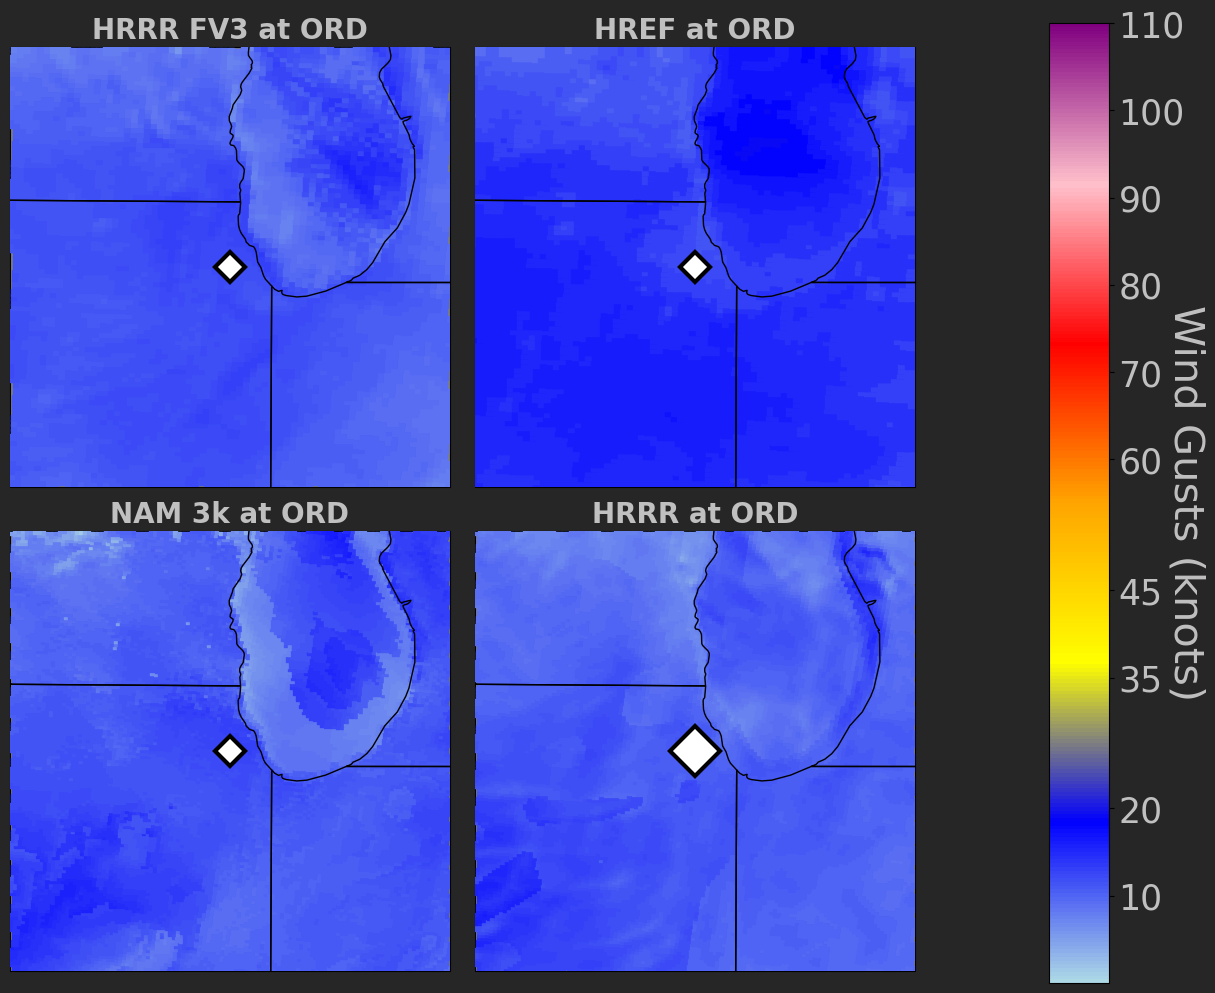 HRRR FV3 at ORD
HREF at ORD
NAM 3k at ORD
HRRR at ORD
110
100
90
80
70
60
45
35
20
10
Wind Gusts (knots)